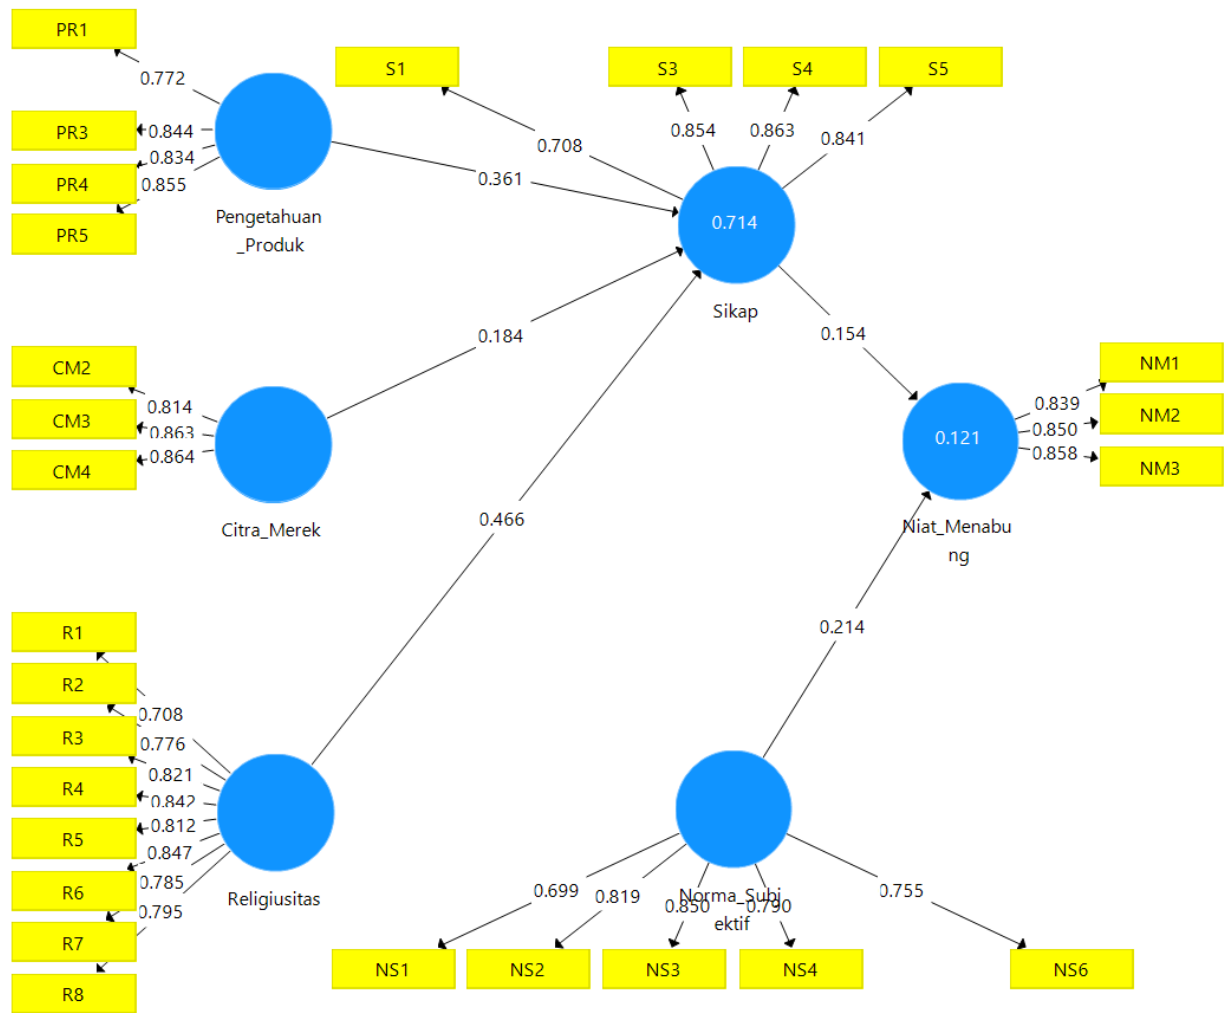 PR1
0.772
PR3
0.844
0.834
PR4
0.855
PR5
Pengetahuan
_Produk
S1
S3
S4
S5
0.708
0.854
0.863
0.841
0.361
0.714
Sikap
0.184
0.154
CM2
0.814
CM3
0.863
CM4
0.864
Citra_Merek
0.466
NM1
0.839
NM2
0.850
0.858
NM3
0.121
Niat_Menabu
ng
0.214
R1
R2
0.708
R3
0.776
0.821
R4
0.842
0.812
R5
0.847
R6
0.785
0.795
R7
R8
Religiusitas
Norma_Subj
ektif
0.699
0.819
0.850
0.790
0.755
NS1
NS2
NS3
NS4
NS6